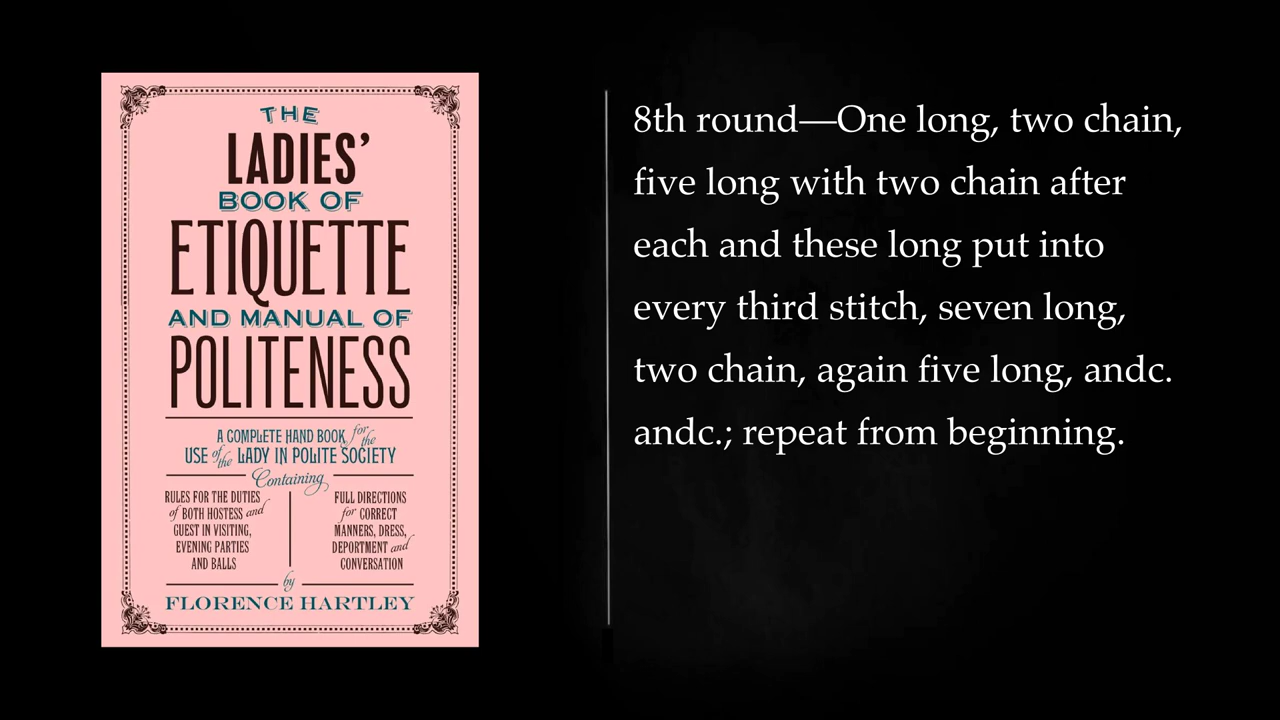 THE
LADIES'
BOOK OF
ETIQUETTE
AND MANUAL OF
POLITENESS
A COMPLETE HAND BOOK for the
USE of the LADY IN POLITE SOCIETY
Containing
RULES FOR THE DUTIES
of BOTH HOSTESS and
GUEST IN VISITING,
EVENING PARTIES
AND BALLS
FULL DIRECTIONS
for CORRECT
MANNERS, DRESS,
DEPORTMENT and
CONVERSATION
by
FLORENCE HARTLEY
8th round—One long, two chain,
five long with two chain after
each and these long put into
every third stitch, seven long,
two chain, again five long, andc.
andc.; repeat from beginning.